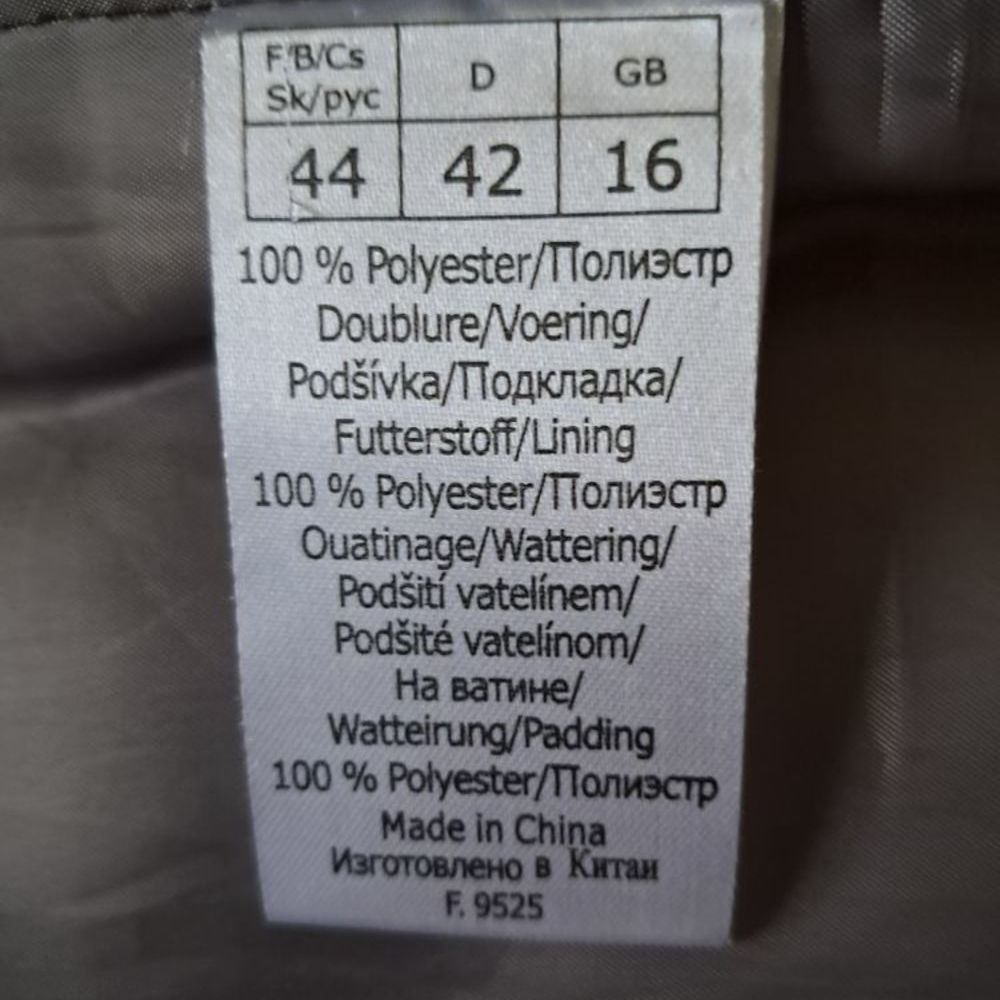 F/B/Cs D GB
Sk/рус
44 42 16
100 % Polyester/Полиэстр
Doublure/Voering/
Podšívka/Подкладка/
Futterstoff/Lining
100 % Polyester/Полиэстр
Ouatinage/Wattering/
Podšití vatelínem/
Podšité vatelínom/
На ватине/
Watteirung/Padding
100 % Polyester/Полиэстр
Made in China
Изготовлено в Китаи
F. 9525